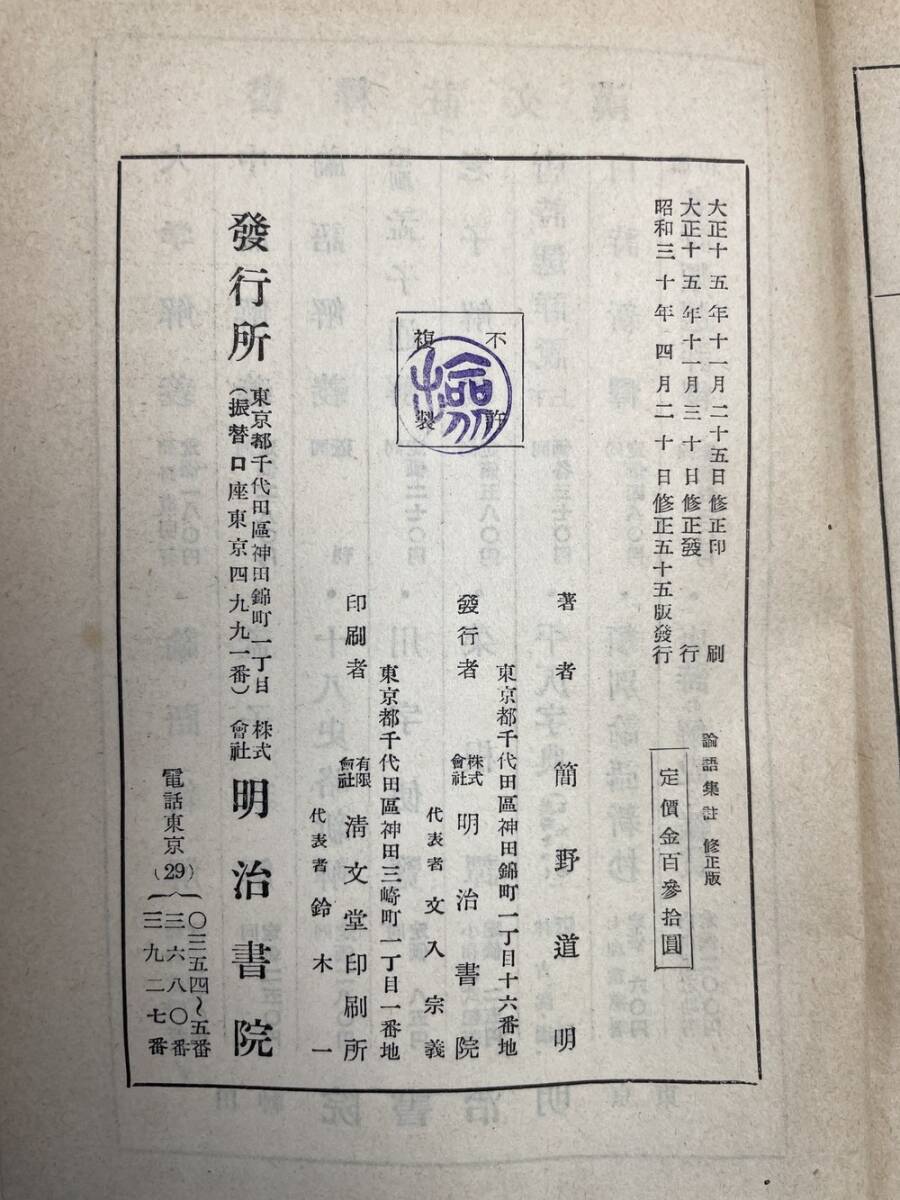 大正十五年十一月二十五日修正印刷
大正十五年十一月三十日修正發行
昭和三十年四月二十日修正五十五版發行
論語集註 修正版
定價金百參拾圓
不許
複製
檢
著者 簡野道明
東京都千代田區神田錦町一丁目十六番地
發行者 株式會社 明治書院
代表者 文入宗義
東京都千代田區神田三崎町一丁目一番地
印刷者 有限會社 淸文堂印刷所
代表者 鈴木一
發行所
東京都千代田區神田錦町一丁目
(振替口座東京四九九一番)
株式會社 明治書院
電話東京(29)
〇三五四~五番
三六八〇番
三九二七番